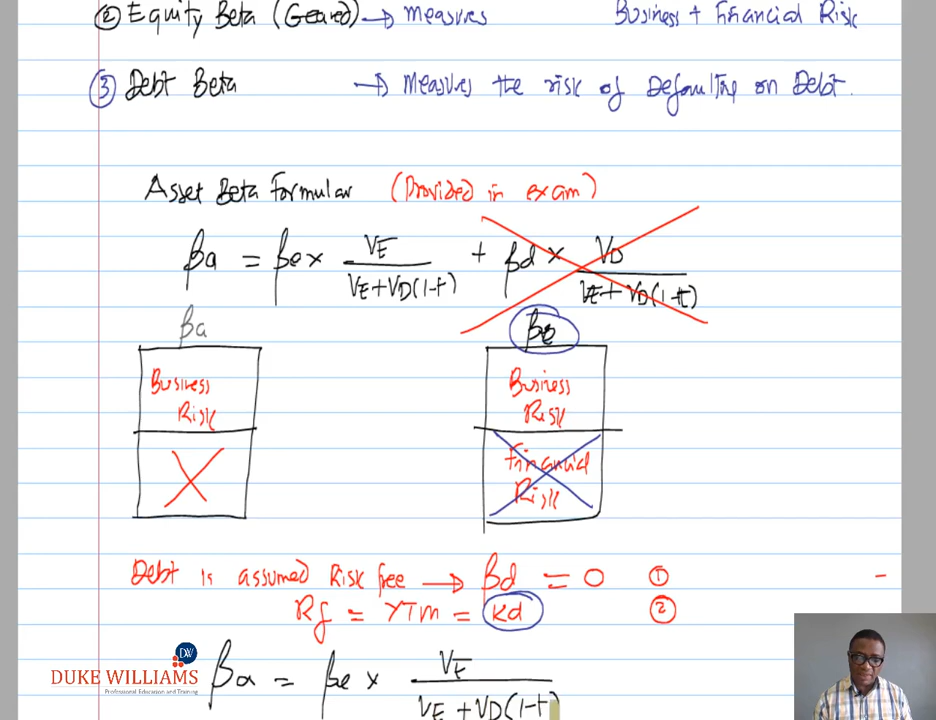 ② Equity Beta (Geared) → Measures Business + Financial Risk
③ Debt Beta → Measures the risk of Defaulting on Debt.
Asset Beta Formular (Provided in exam)
βa = βe × VE / VE+VD(1-t) + βd × VD / VE+VD(1-t)
βa βe
Business Risk Business Risk
X Financial Risk
Debt is assumed Risk free → βd = 0 ①
Rf = YTM = Kd ②
βa = βe × VE / VE+VD(1-t)
DW
DUKE WILLIAMS
Professional Education and Training